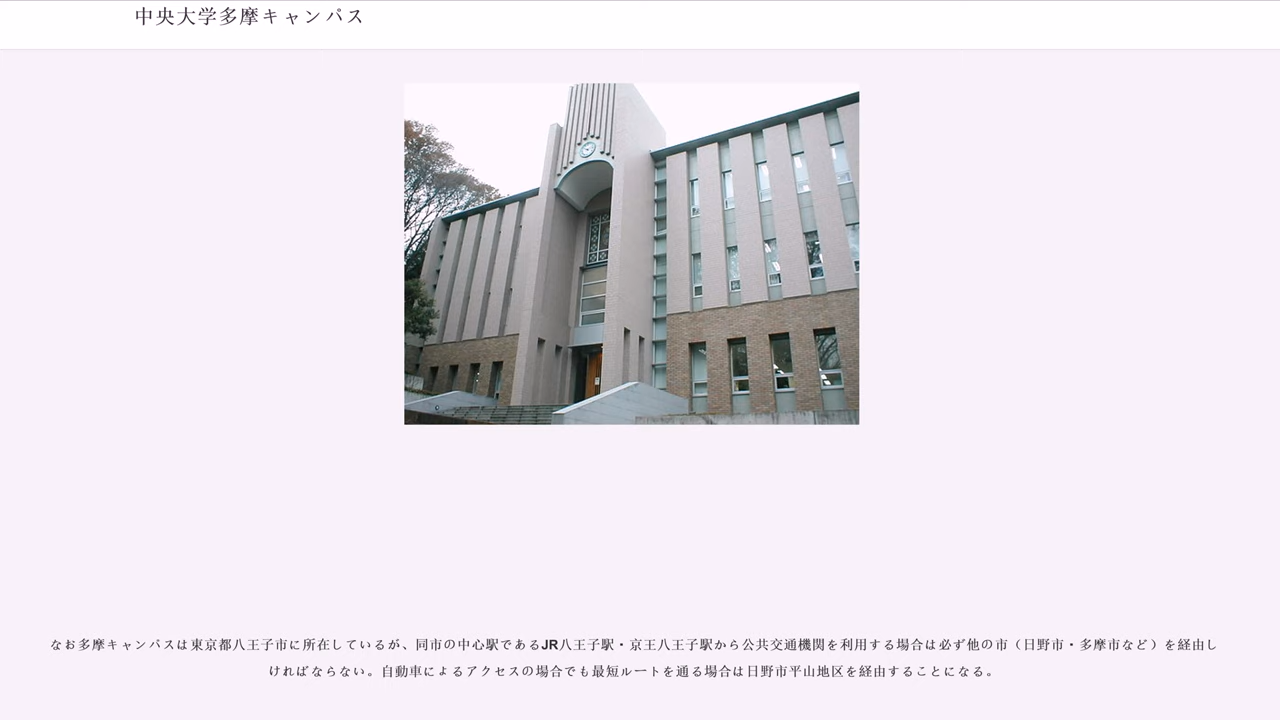 中央大学多摩キャンパス
なお多摩キャンパスは東京都八王子市に所在しているが、同市の中心駅であるJR八王子駅・京王八王子駅から公共交通機関を利用する場合は必ず他の市（日野市・多摩市など）を経由し
ければならない。自動車によるアクセスの場合でも最短ルートを通る場合は日野市平山地区を経由することになる。